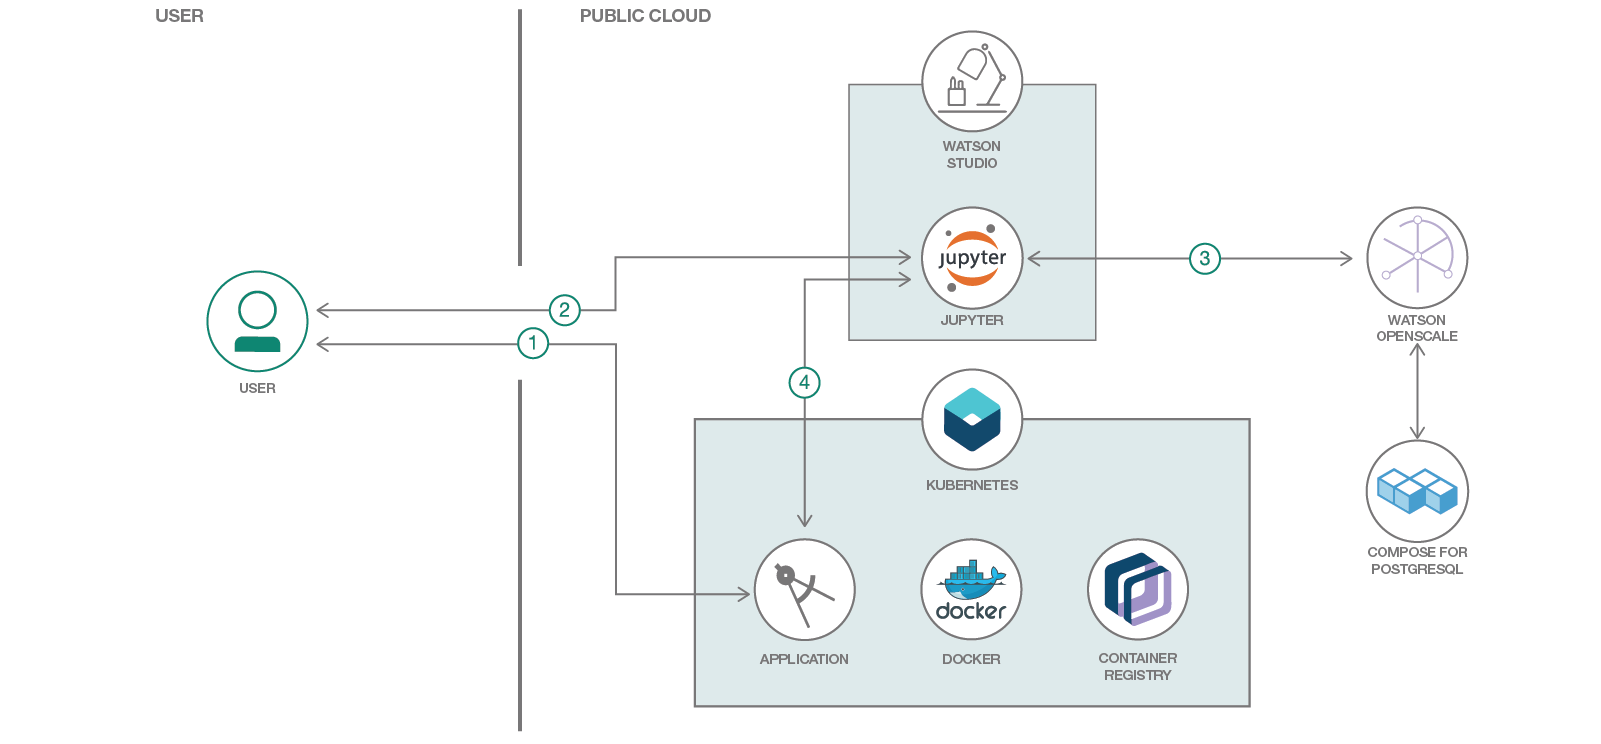 USER
PUBLIC CLOUD
WATSON
STUDIO
jupyter
JUPYTER
3
WATSON
OPENSCALE
2
1
USER
4
KUBERNETES
COMPOSE FOR
POSTGRESQL
docker
APPLICATION
DOCKER
CONTAINER
REGISTRY